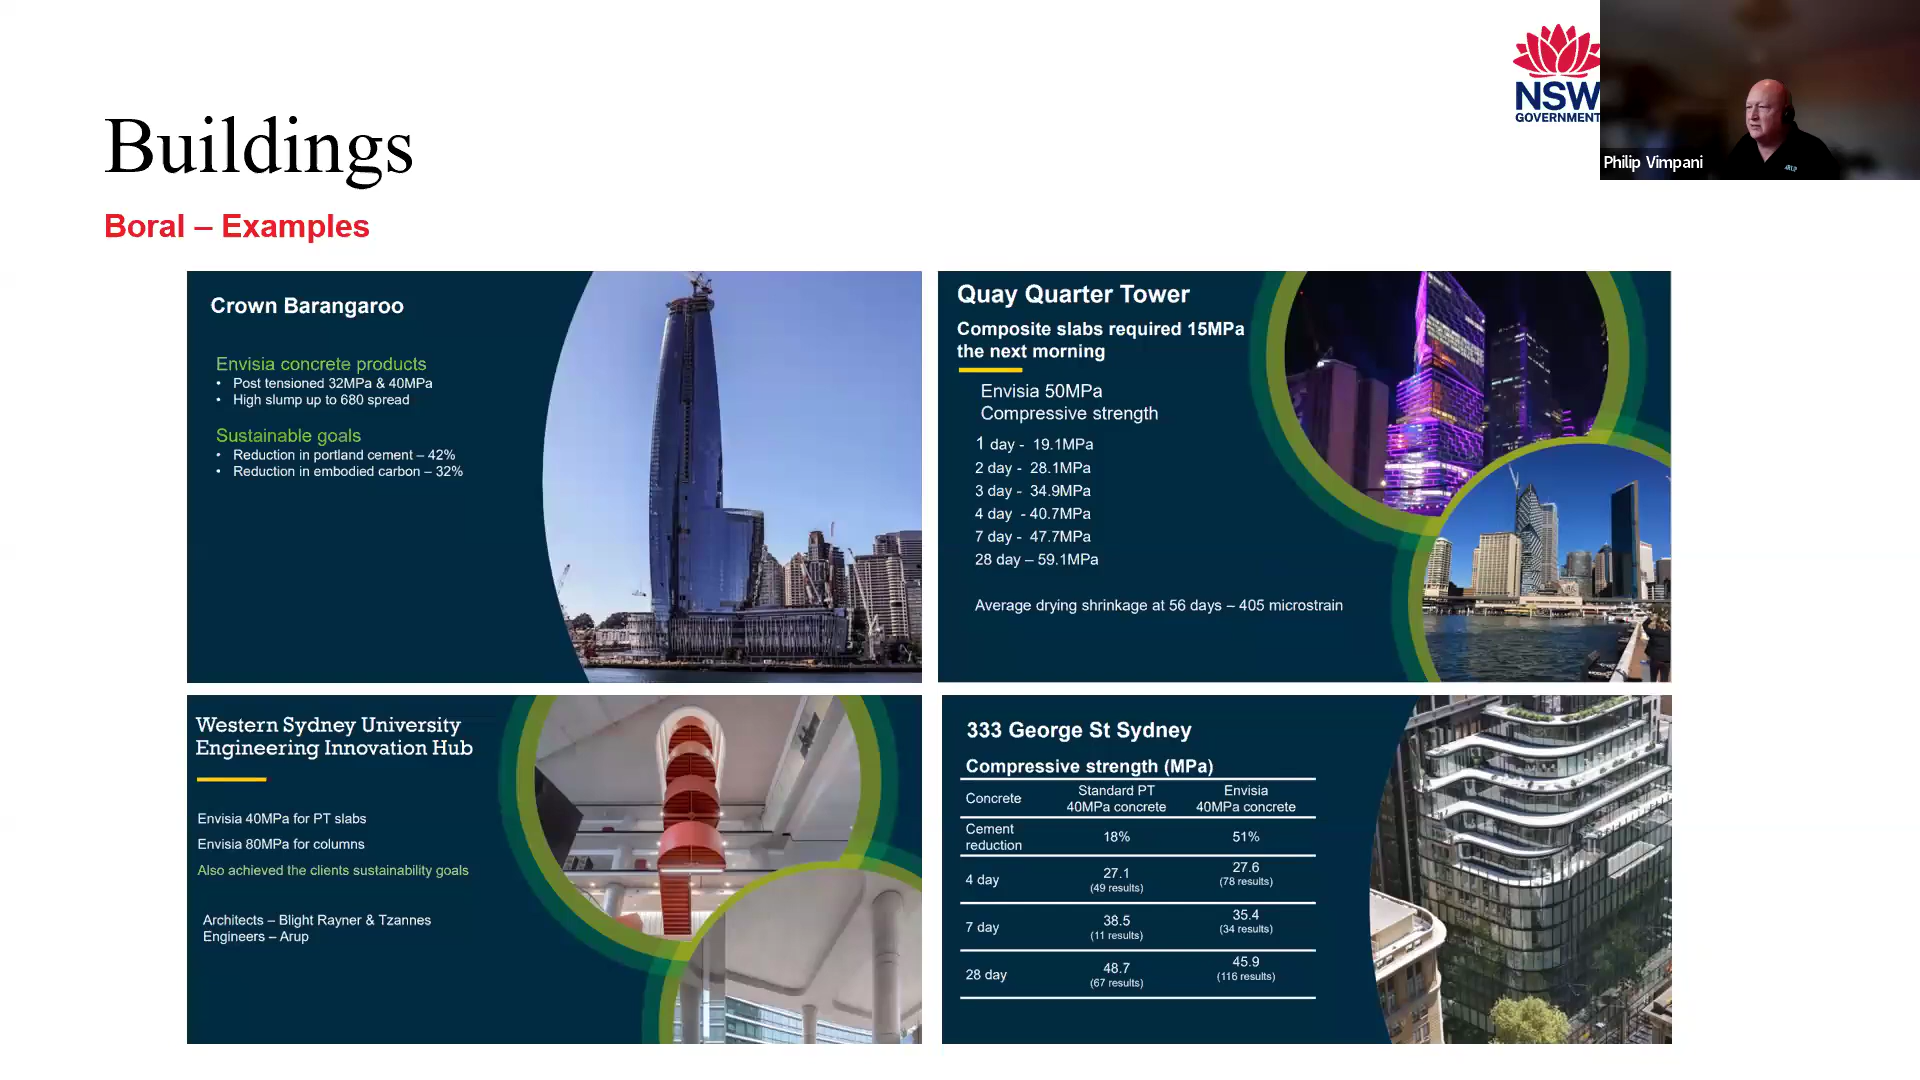 NSW
GOVERNMENT
Philip Vimpani
Buildings
Boral – Examples
Crown Barangaroo
Envisia concrete products
• Post tensioned 32MPa & 40MPa
• High slump up to 680 spread
Sustainable goals
• Reduction in portland cement – 42%
• Reduction in embodied carbon – 32%
Quay Quarter Tower
Composite slabs required 15MPa
the next morning
Envisia 50MPa
Compressive strength
1 day - 19.1MPa
2 day - 28.1MPa
3 day - 34.9MPa
4 day - 40.7MPa
7 day - 47.7MPa
28 day – 59.1MPa
Average drying shrinkage at 56 days – 405 microstrain
Western Sydney University
Engineering Innovation Hub
Envisia 40MPa for PT slabs
Envisia 80MPa for columns
Also achieved the clients sustainability goals
Architects – Blight Rayner & Tzannes
Engineers – Arup
333 George St Sydney
Compressive strength (MPa)
Concrete Standard PT 40MPa concrete Envisia 40MPa concrete
Cement reduction 18% 51%
4 day 27.1 (49 results) 27.6 (78 results)
7 day 38.5 (11 results) 35.4 (34 results)
28 day 48.7 (67 results) 45.9 (116 results)